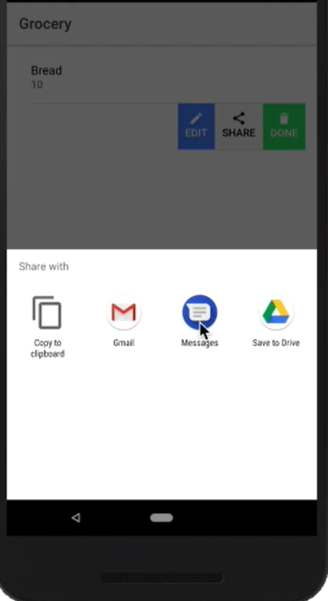 Grocery
Bread
10
EDIT
SHARE
DONE
Share with
Copy to
clipboard
Gmail
Messages
Save to Drive